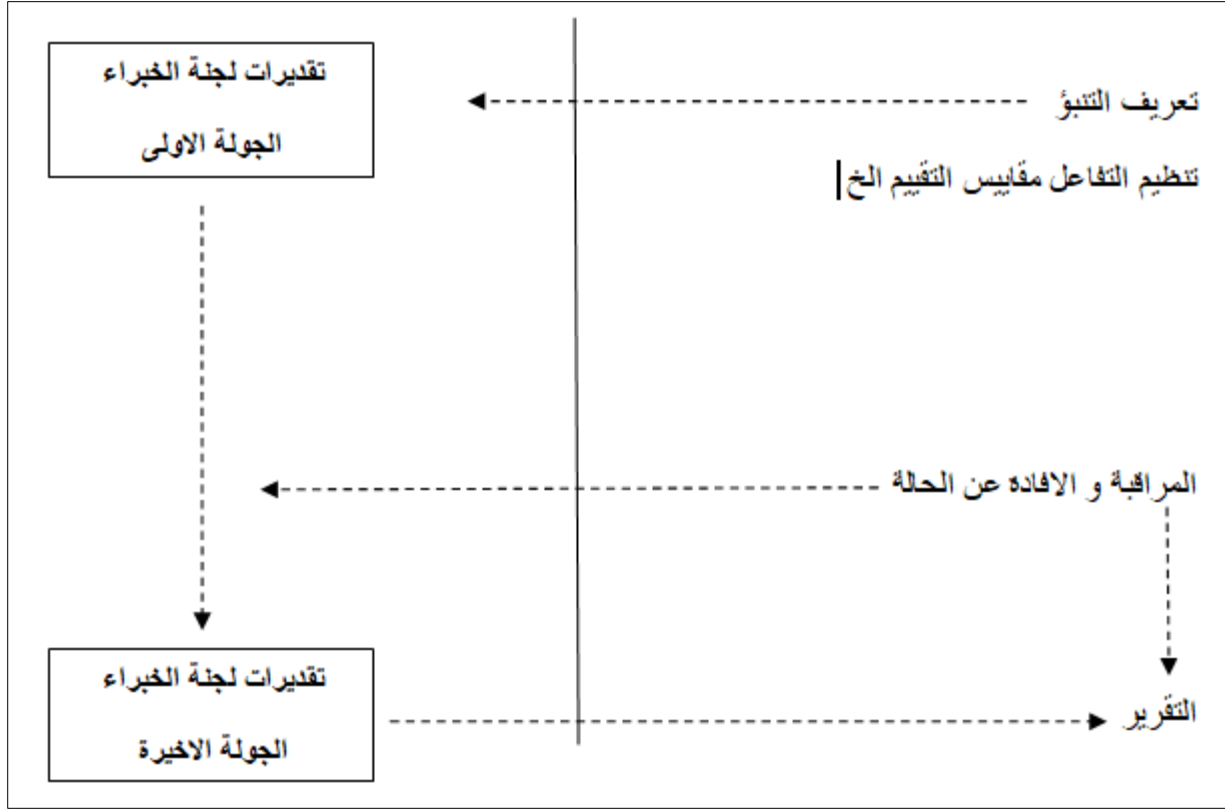 تعريف التنبؤ
تنظيم التفاعل مقاييس التقييم الخ
تقديرات لجنة الخبراء
الجولة الاولى
المراقبة و الافادة عن الحالة
تقديرات لجنة الخبراء
الجولة الاخيرة
التقرير